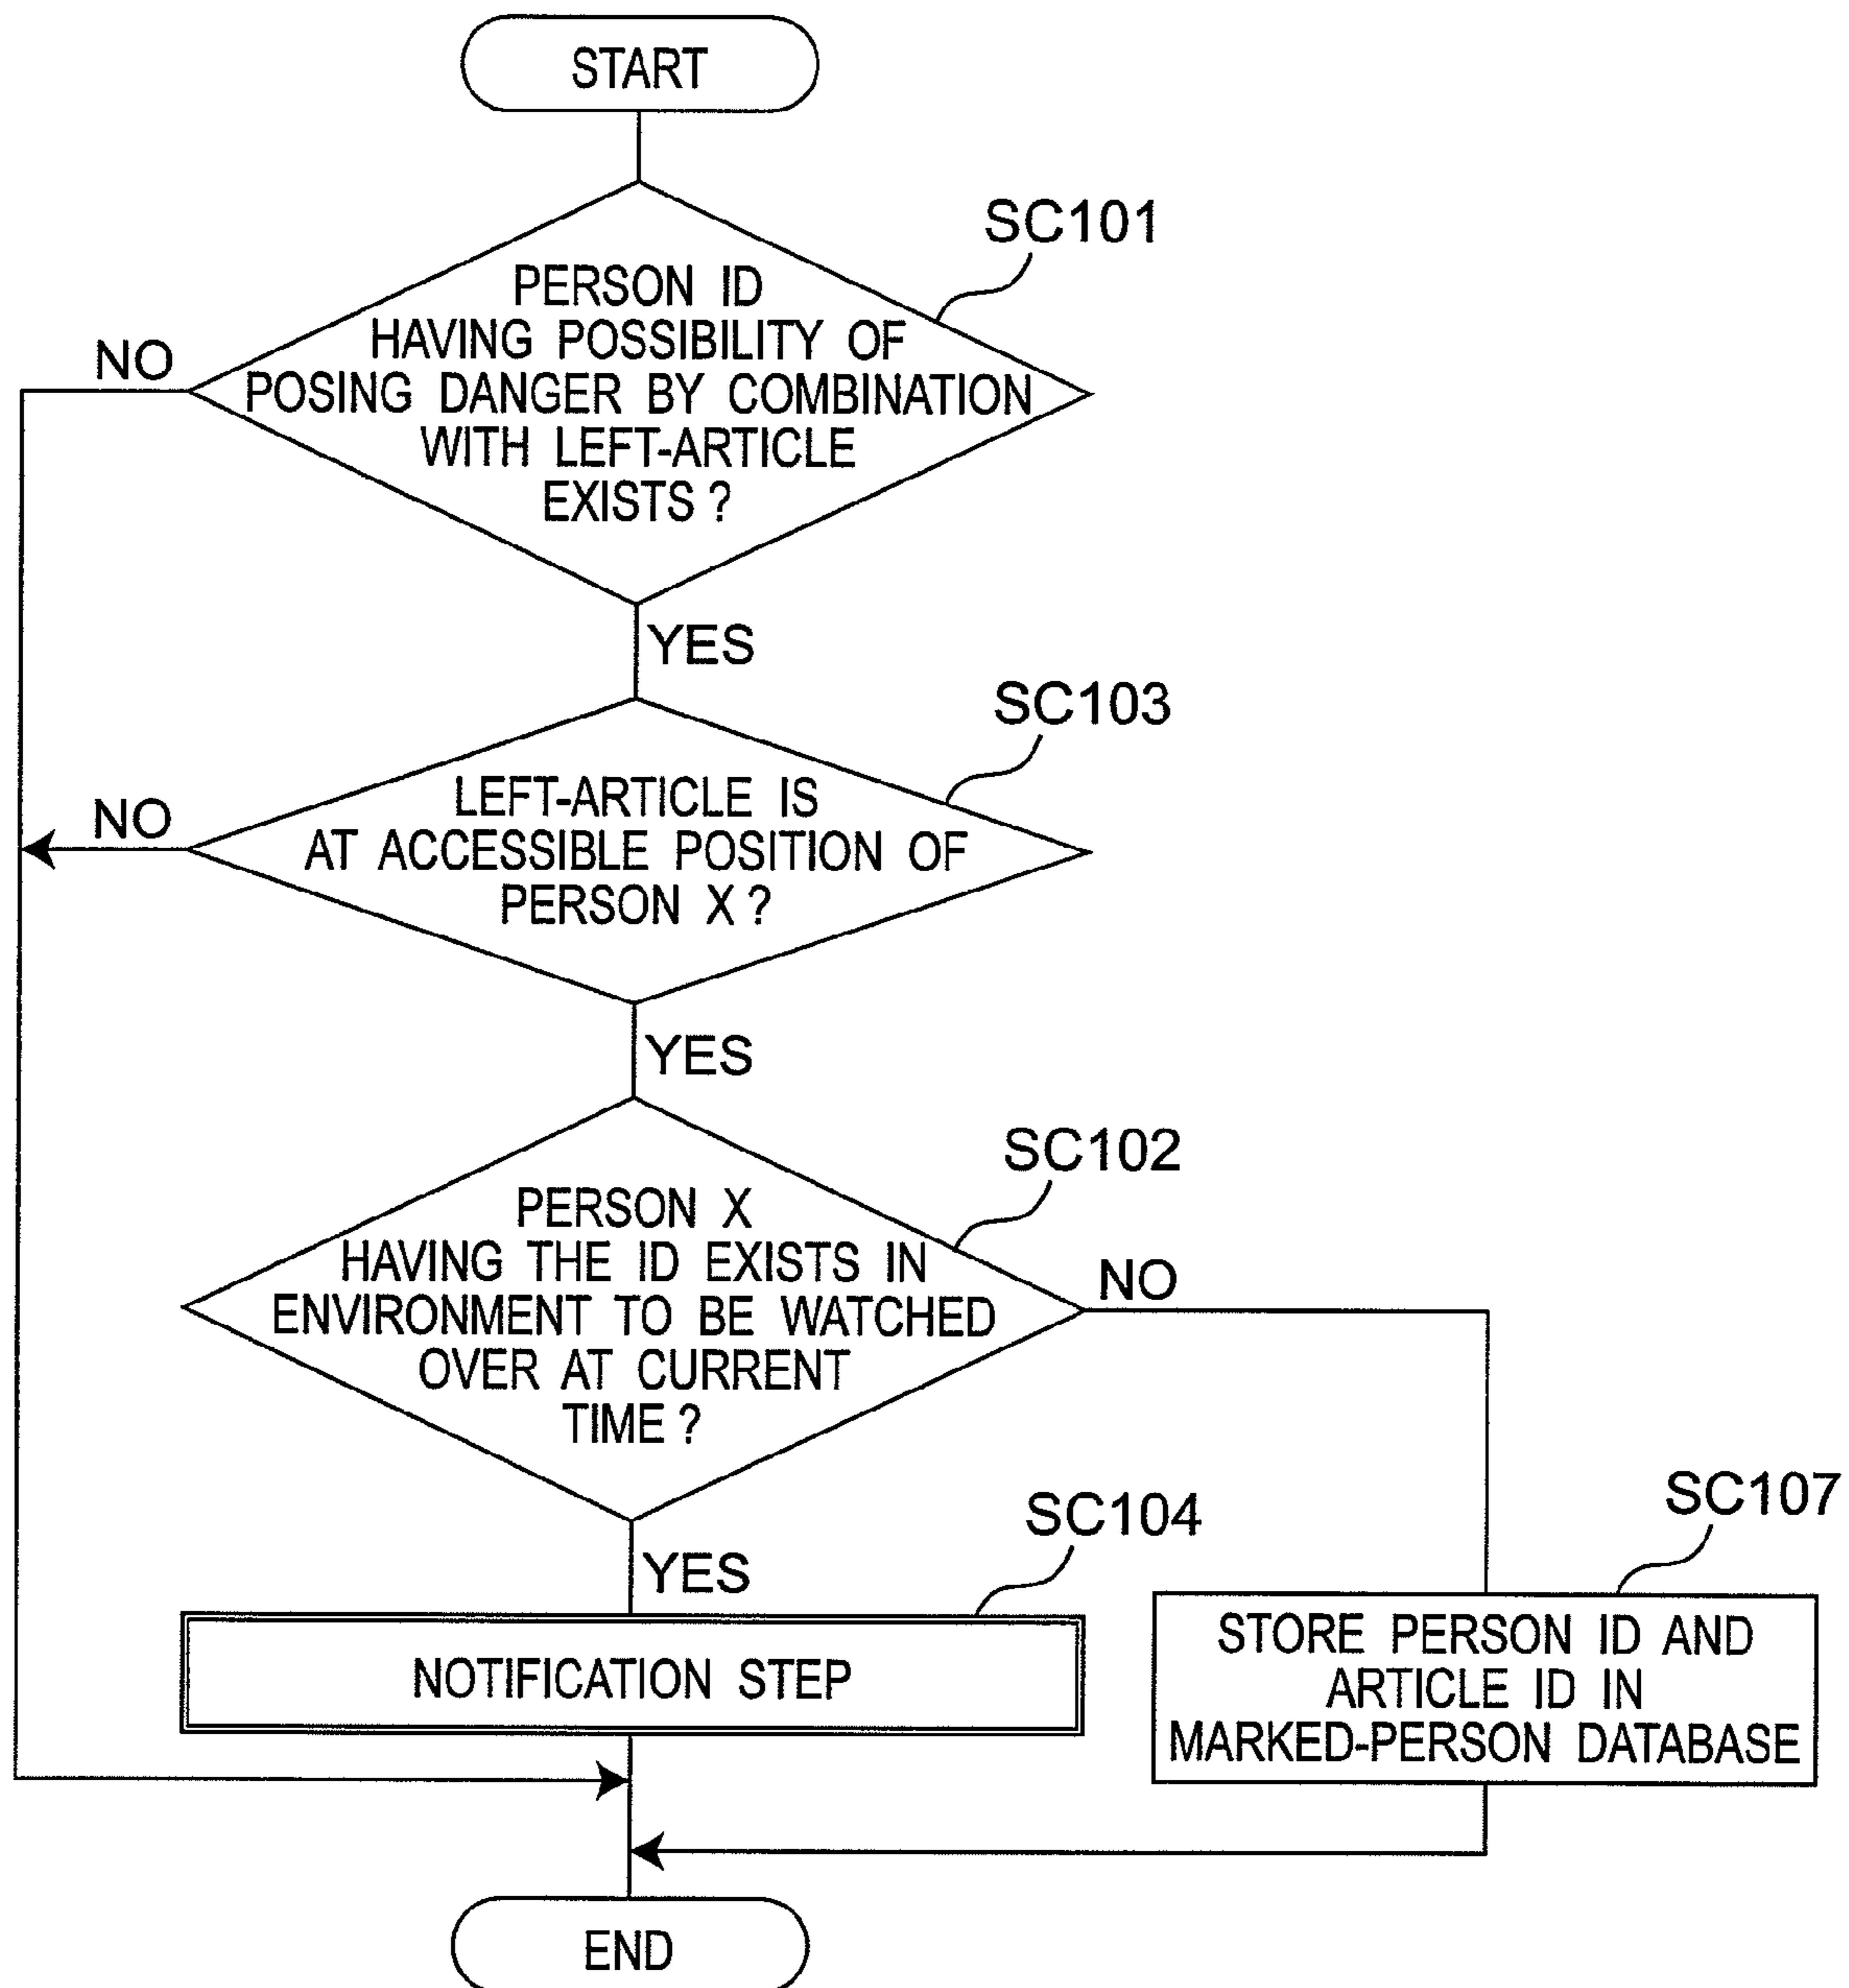 START
SC101
PERSON ID
HAVING POSSIBILITY OF
POSING DANGER BY COMBINATION
WITH LEFT-ARTICLE
EXISTS ?
NO
YES
SC103
LEFT-ARTICLE IS
AT ACCESSIBLE POSITION OF
PERSON X ?
NO
YES
SC102
PERSON X
HAVING THE ID EXISTS IN
ENVIRONMENT TO BE WATCHED
OVER AT CURRENT
TIME ?
NO
YES
SC104
NOTIFICATION STEP
SC107
STORE PERSON ID AND
ARTICLE ID IN
MARKED-PERSON DATABASE
END